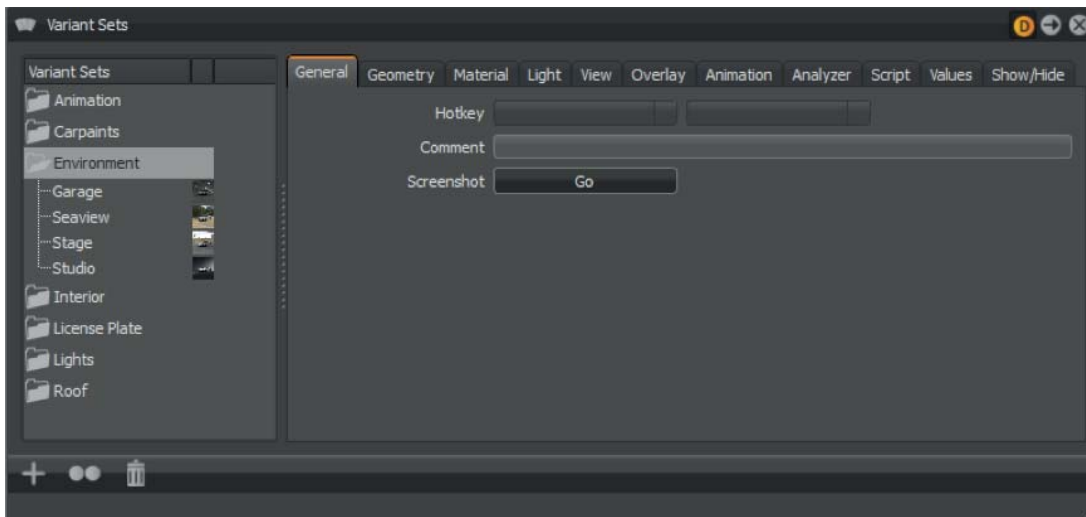 Variant Sets
D
Variant Sets
Animation
Carpaints
Environment
Garage
Seaview
Stage
Studio
Interior
License Plate
Lights
Roof
General Geometry Material Light View Overlay Animation Analyzer Script Values Show/Hide
Hotkey
Comment
Screenshot Go